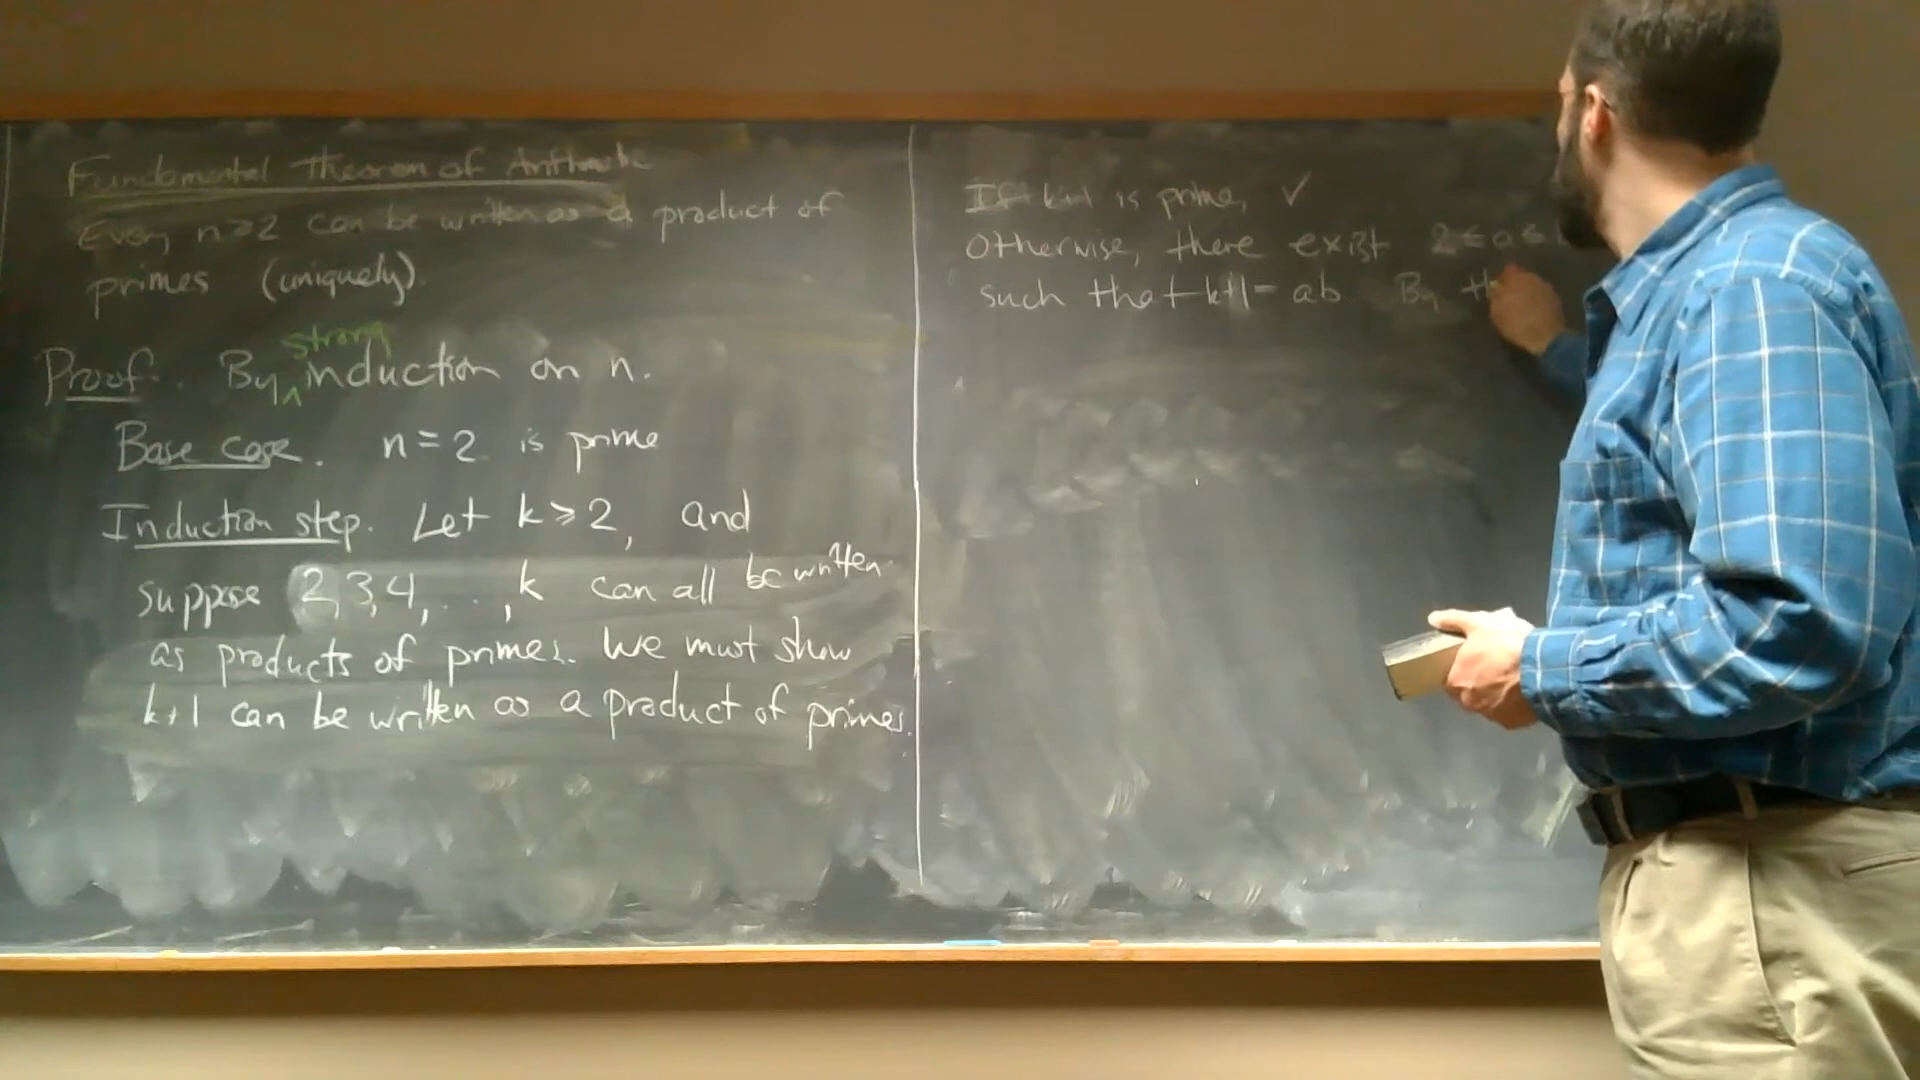 Fundamental Theorem of Arithmetic
Every n≥2 can be written as a product of
primes (uniquely).
strong
Proof. By ^ induction on n.
Base case. n=2 is prime
Induction step. Let k≥2, and
suppose 2,3,4,...,k can all be written
as products of primes. We must show
k+1 can be written as a product of primes.
If k+1 is prime, ✓
Otherwise, there exist 2≤a≤
such that k+1=ab By th